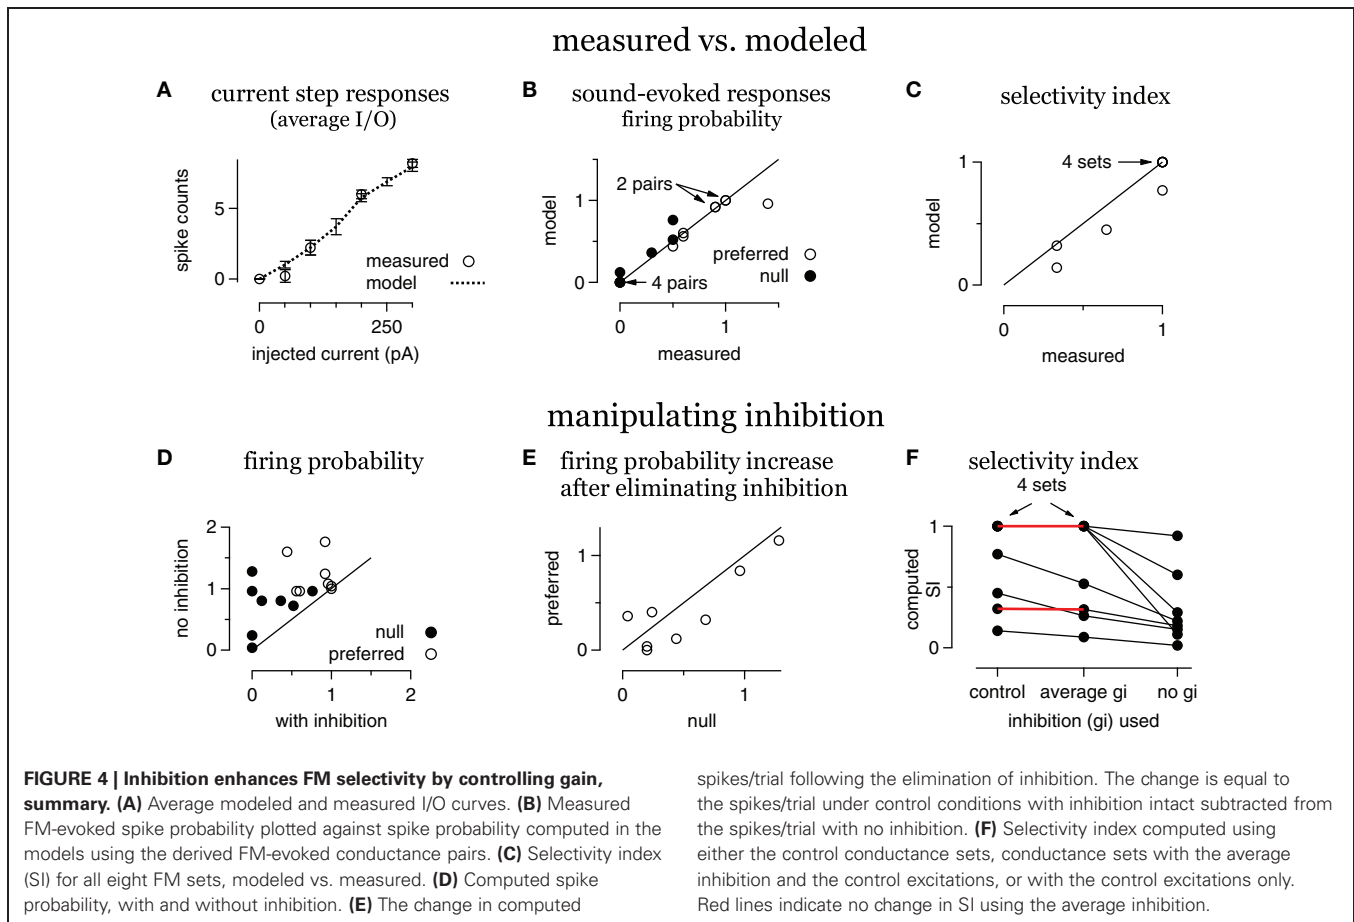 measured vs. modeled
A
current step responses
(average I/O)
spike counts
5
0
0
250
injected current (pA)
measured
model
B
sound-evoked responses
firing probability
model
1
0
0
1
measured
2 pairs
4 pairs
preferred
null
C
selectivity index
model
1
0
0
1
measured
4 sets
manipulating inhibition
D
firing probability
no inhibition
2
1
0
0
1
2
with inhibition
null
preferred
E
firing probability increase
after eliminating inhibition
preferred
1
0
0
1
null
F
selectivity index
4 sets
computed
SI
1
0
control
average gi
no gi
inhibition (gi) used
FIGURE 4 | Inhibition enhances FM selectivity by controlling gain,
summary. (A) Average modeled and measured I/O curves. (B) Measured
FM-evoked spike probability plotted against spike probability computed in the
models using the derived FM-evoked conductance pairs. (C) Selectivity index
(SI) for all eight FM sets, modeled vs. measured. (D) Computed spike
probability, with and without inhibition. (E) The change in computed
spikes/trial following the elimination of inhibition. The change is equal to
the spikes/trial under control conditions with inhibition intact subtracted from
the spikes/trial with no inhibition. (F) Selectivity index computed using
either the control conductance sets, conductance sets with the average
inhibition and the control excitations, or with the control excitations only.
Red lines indicate no change in SI using the average inhibition.